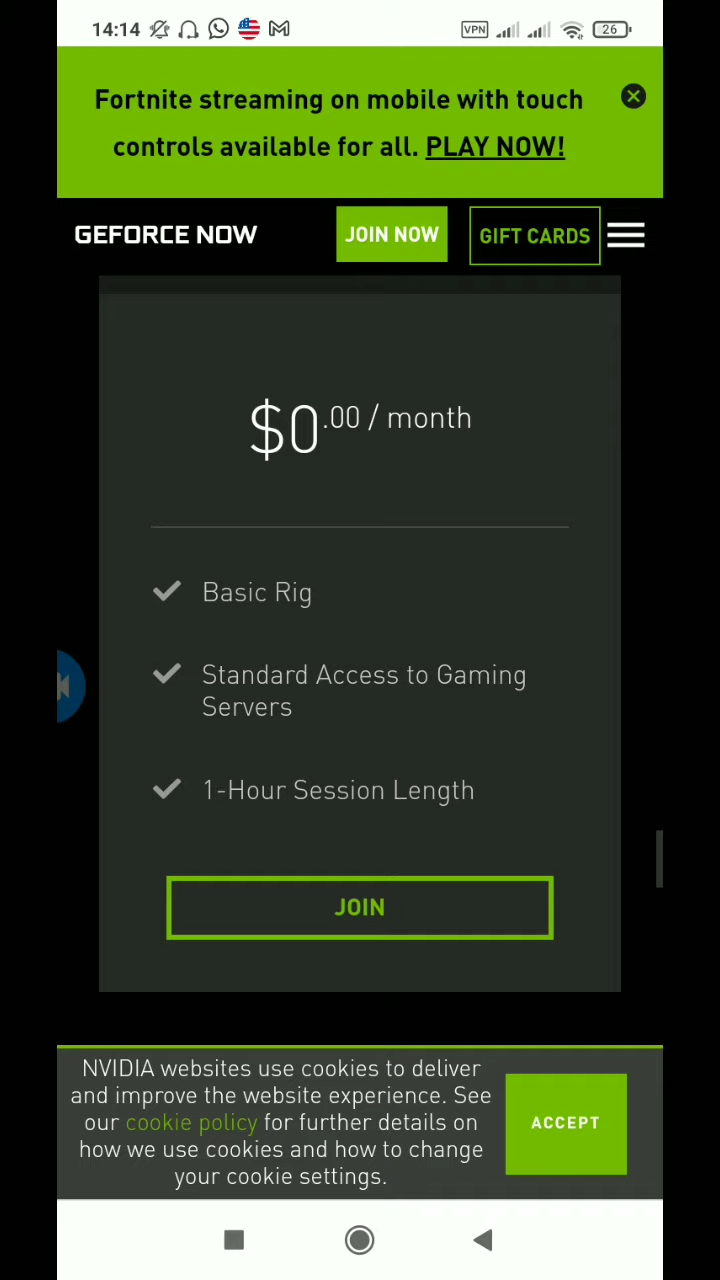 14:14 VPN 26
Fortnite streaming on mobile with touch
controls available for all. PLAY NOW!
GEFORCE NOW JOIN NOW GIFT CARDS
$0.00 / month
Basic Rig
Standard Access to Gaming
Servers
1-Hour Session Length
JOIN
NVIDIA websites use cookies to deliver
and improve the website experience. See
our cookie policy for further details on
how we use cookies and how to change
your cookie settings.
ACCEPT